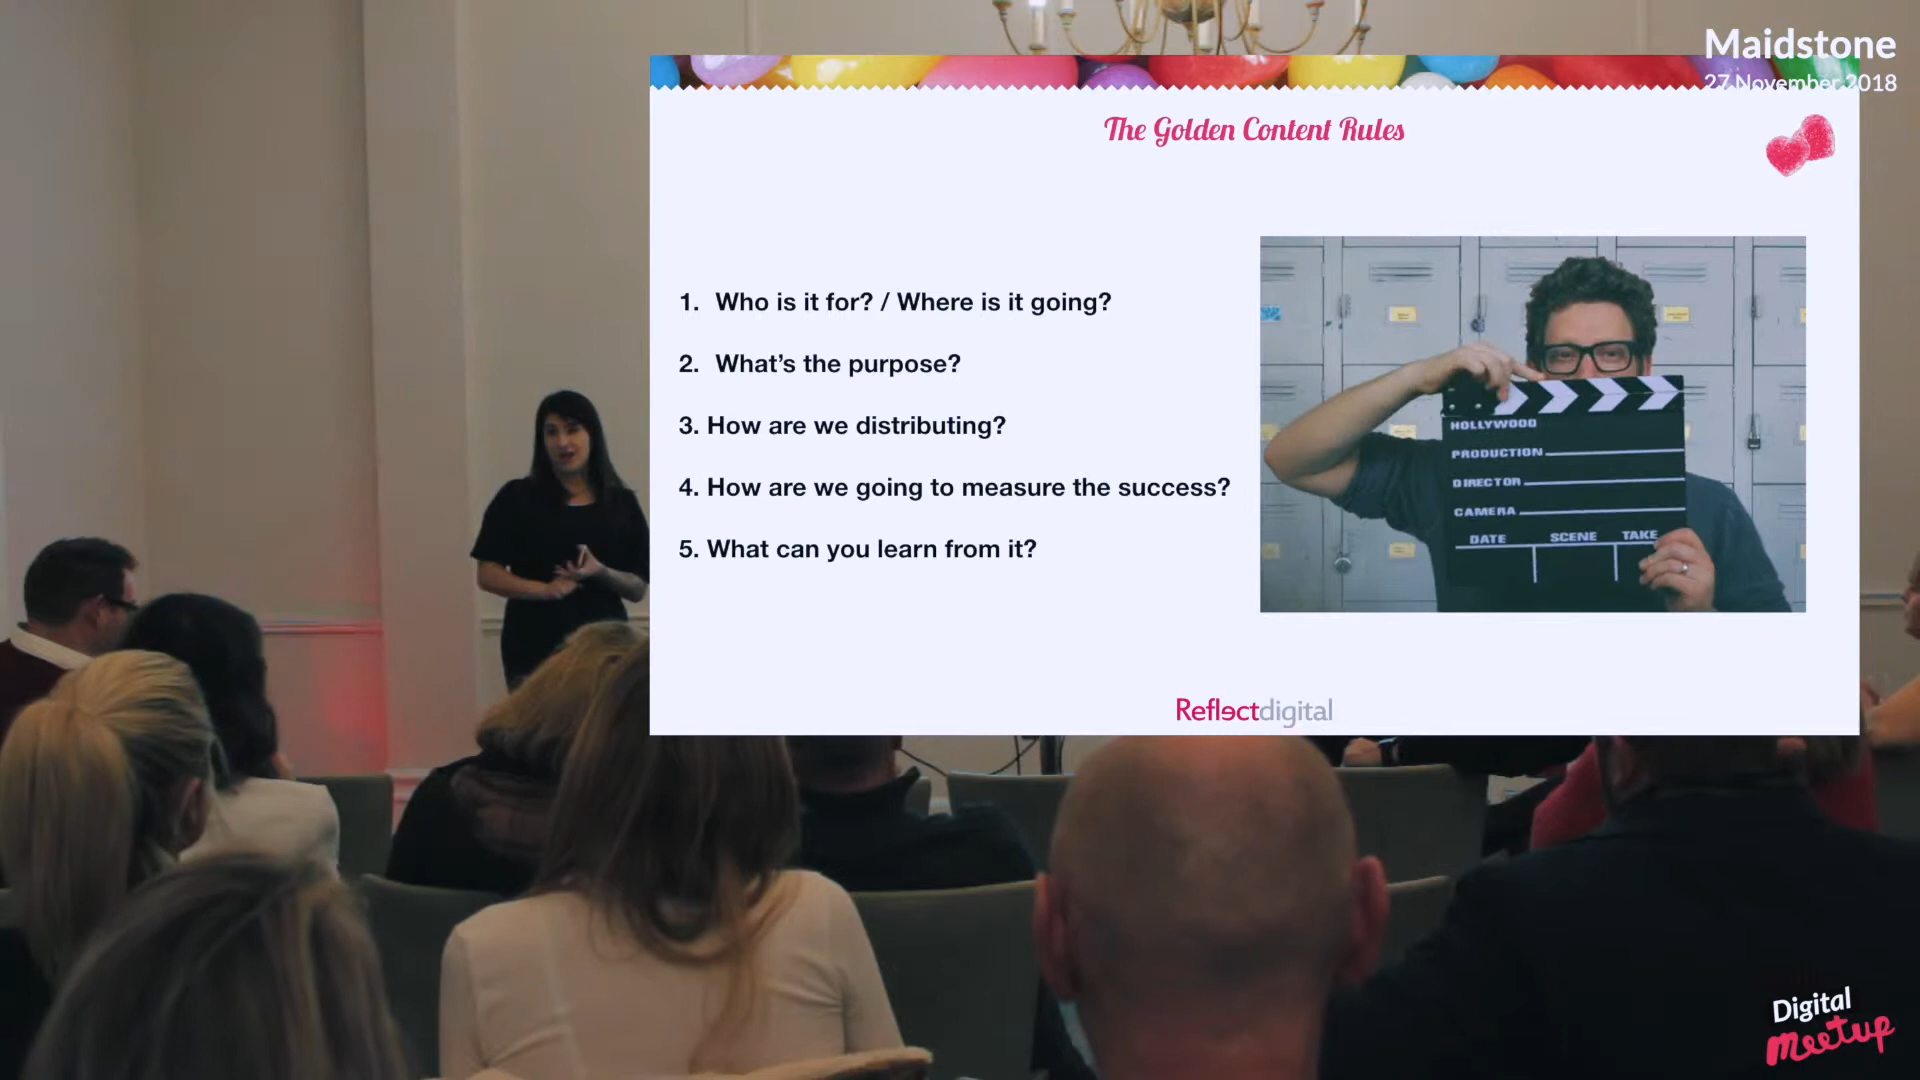 Maidstone
27 November 2018
The Golden Content Rules
1. Who is it for? / Where is it going?
2. What’s the purpose?
3. How are we distributing?
4. How are we going to measure the success?
5. What can you learn from it?
HOLLYWOOD
PRODUCTION
DIRECTOR
CAMERA
DATE SCENE TAKE
Reflectdigital
Digital
meetup